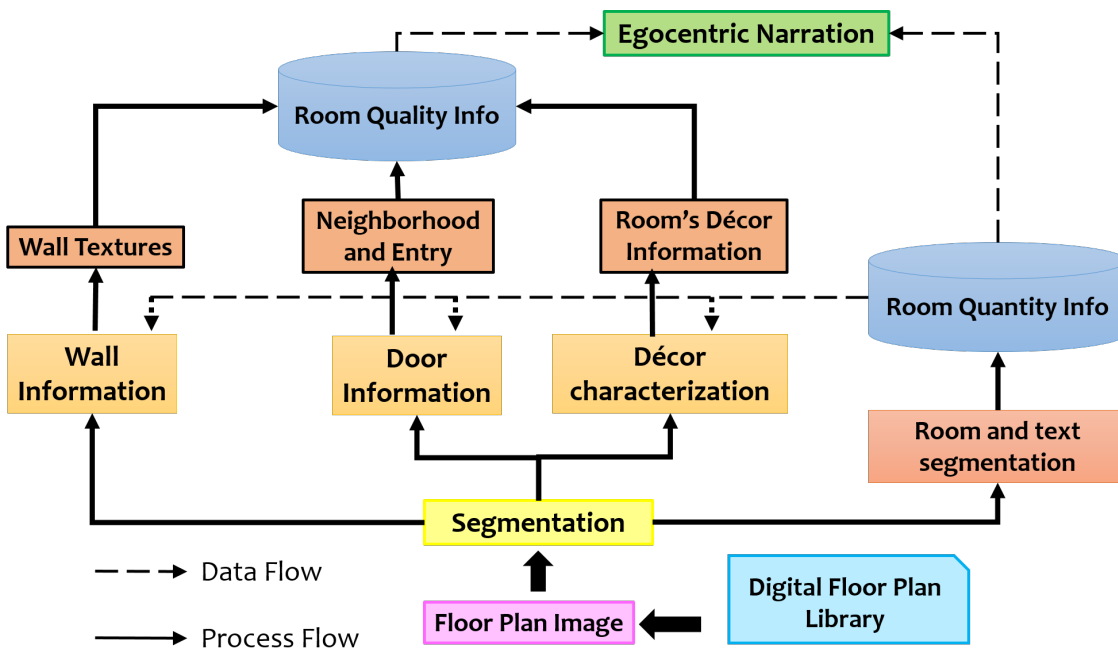 Egocentric Narration
Room Quality Info
Wall Textures
Neighborhood
and Entry
Room's Décor
Information
Room Quantity Info
Wall
Information
Door
Information
Décor
characterization
Room and text
segmentation
Segmentation
Data Flow
Process Flow
Floor Plan Image
Digital Floor Plan
Library